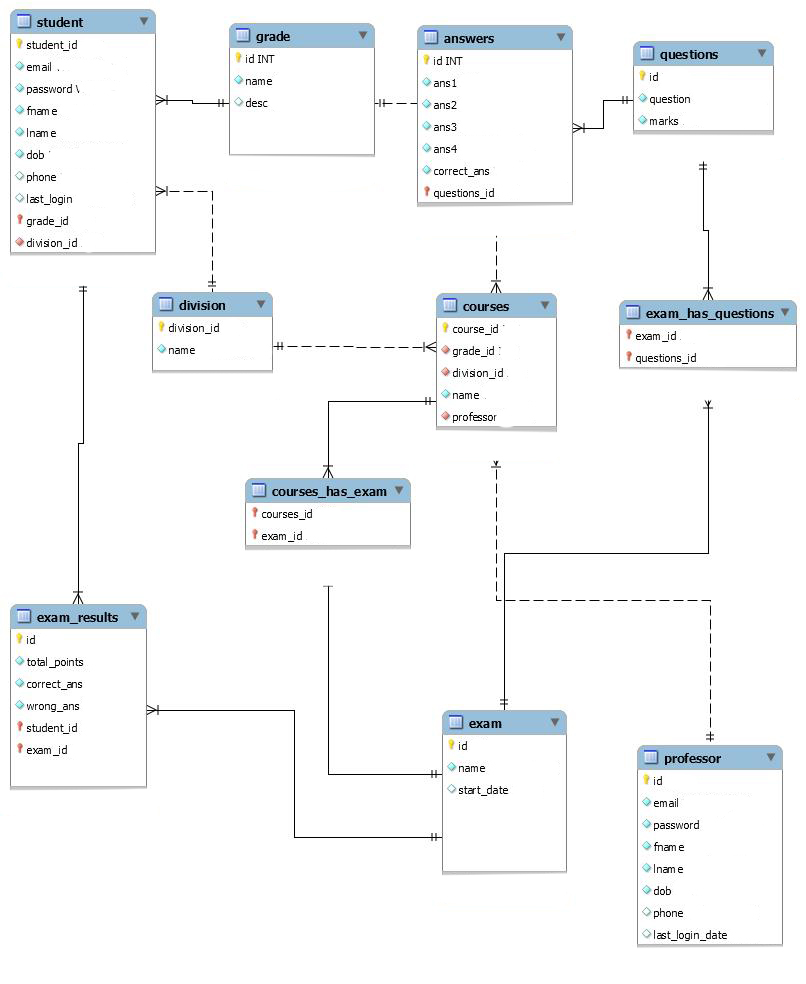 student
student_id
email .
password \
fname
lname
dob
phone
last_login
grade_id
division_id
grade
id INT
name
desc
answers
id INT
ans1
ans2
ans3
ans4
correct_ans
questions_id
questions
id
question
marks
division
division_id
name
courses
course_id
grade_id :
division_id
name
professor
exam_has_questions
exam_id
questions_id
courses_has_exam
courses_id
exam_id
exam_results
id
total_points
correct_ans
wrong_ans
student_id
exam_id
exam
id
name
start_date
professor
id
email
password
fname
lname
dob
phone
last_login_date